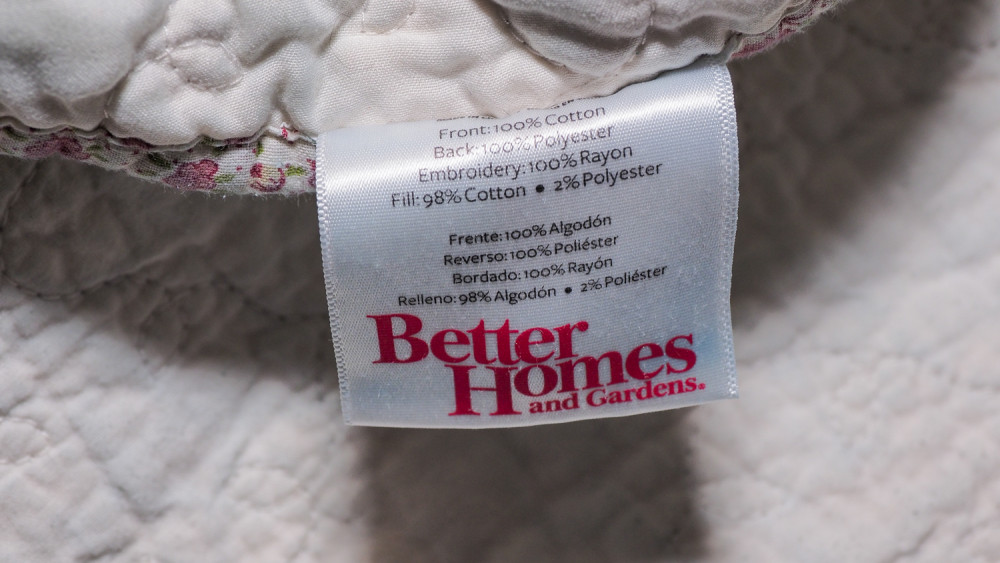 Front: 100% Cotton
Back: 100% Polyester
Embroidery: 100% Rayon
Fill: 98% Cotton • 2% Polyester
Frente: 100% Algodón
Reverso: 100% Poliéster
Bordado: 100% Rayón
Relleno: 98% Algodón • 2% Poliéster
Better
Homes
and Gardens.